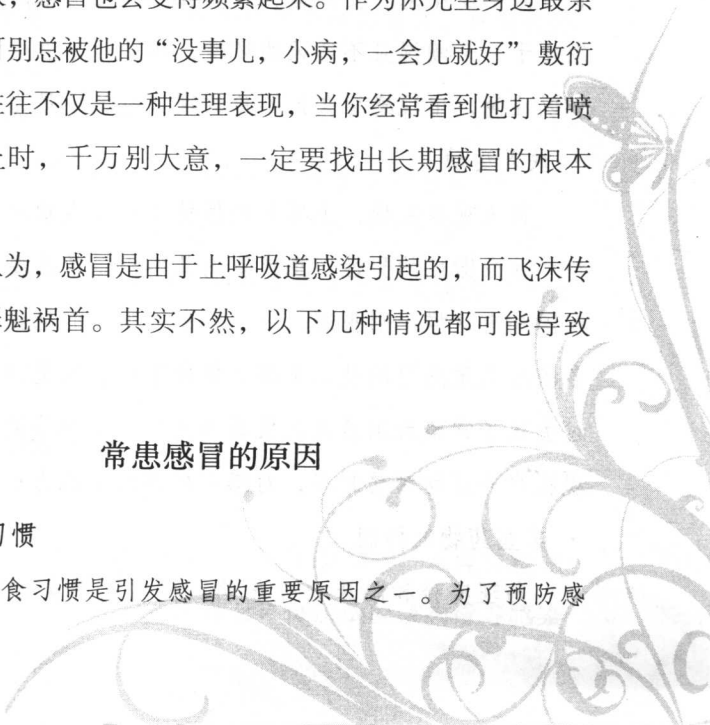 感冒也会变得频繁起来。作为你先生身边最亲
别总被他的“没事儿，小病，一会儿就好”敷衍
往不仅是一种生理表现，当你经常看到他打着喷
时，千万别大意，一定要找出长期感冒的根本
为，感冒是由于上呼吸道感染引起的，而飞沫传
魁祸首。其实不然，以下几种情况都可能导致
常患感冒的原因
习惯
食习惯是引发感冒的重要原因之一。为了预防感